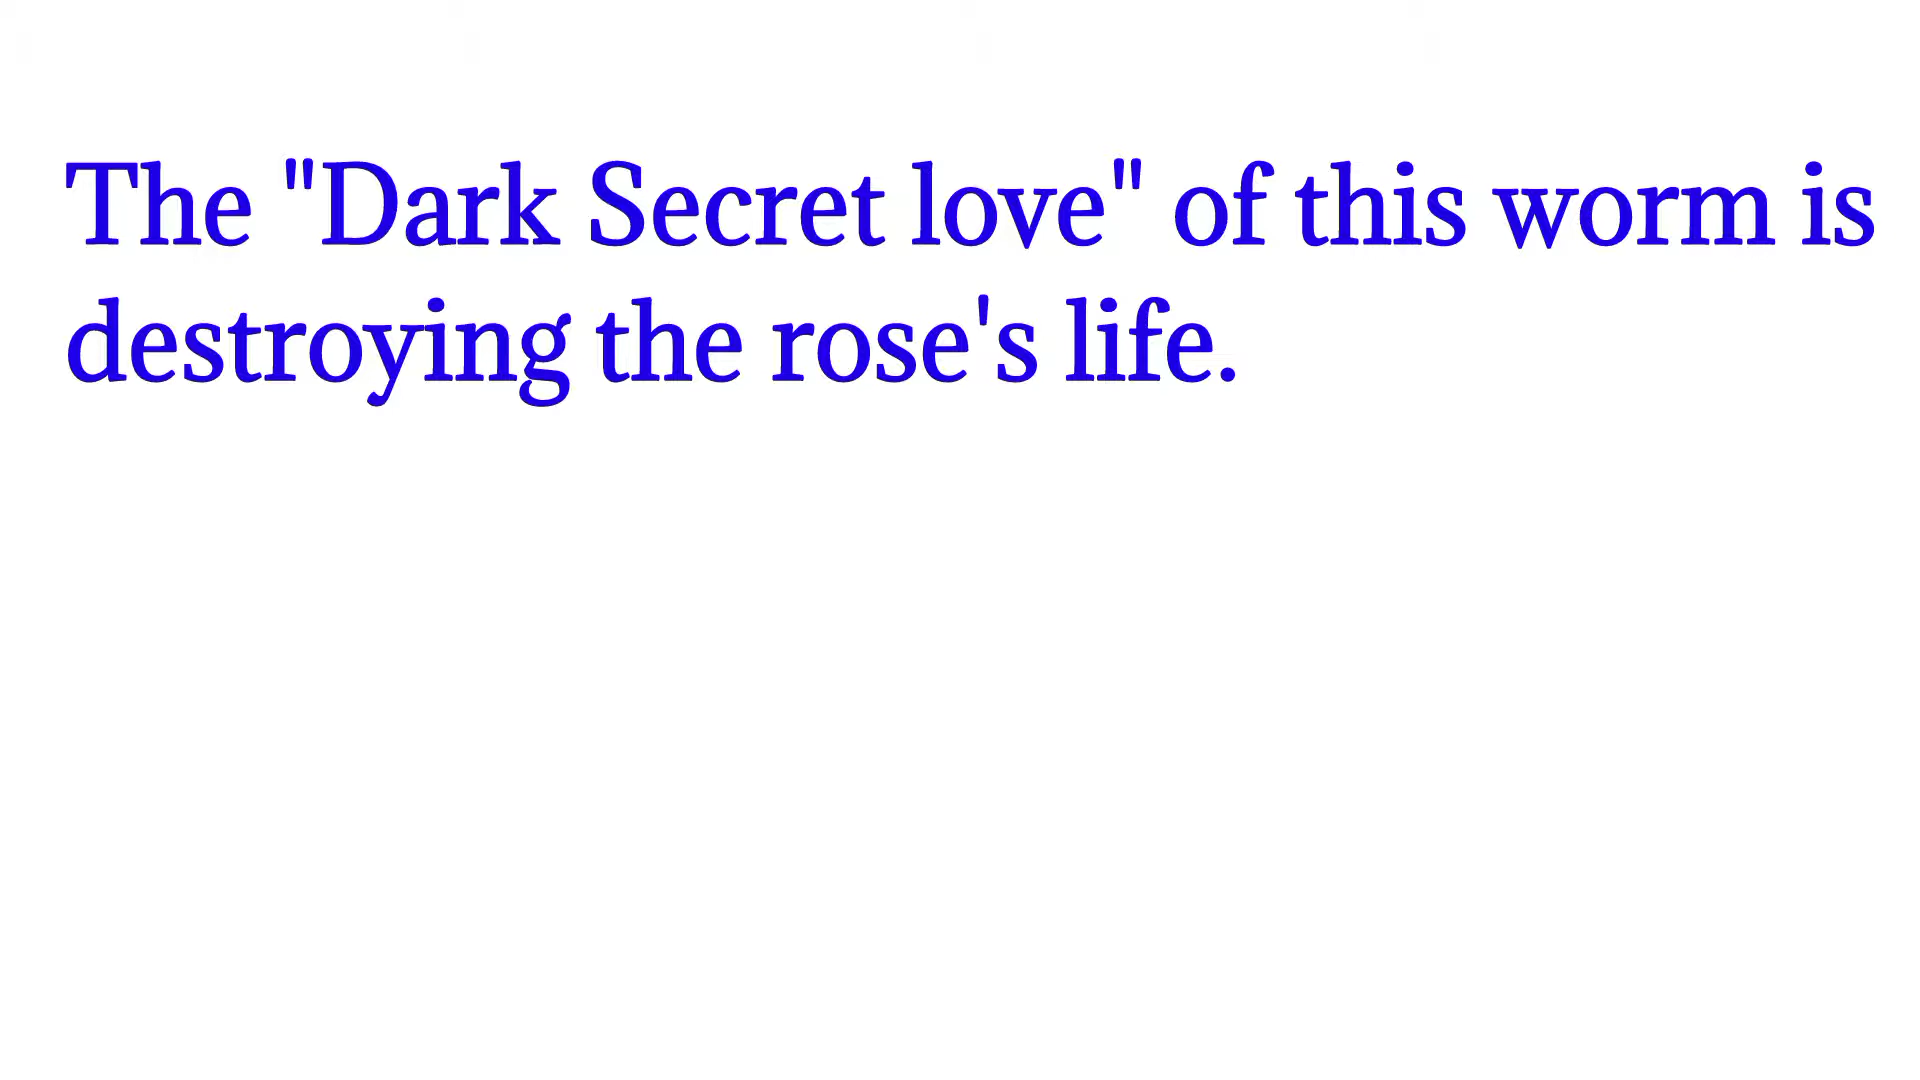 The "Dark Secret love" of this worm is
destroying the rose's life.